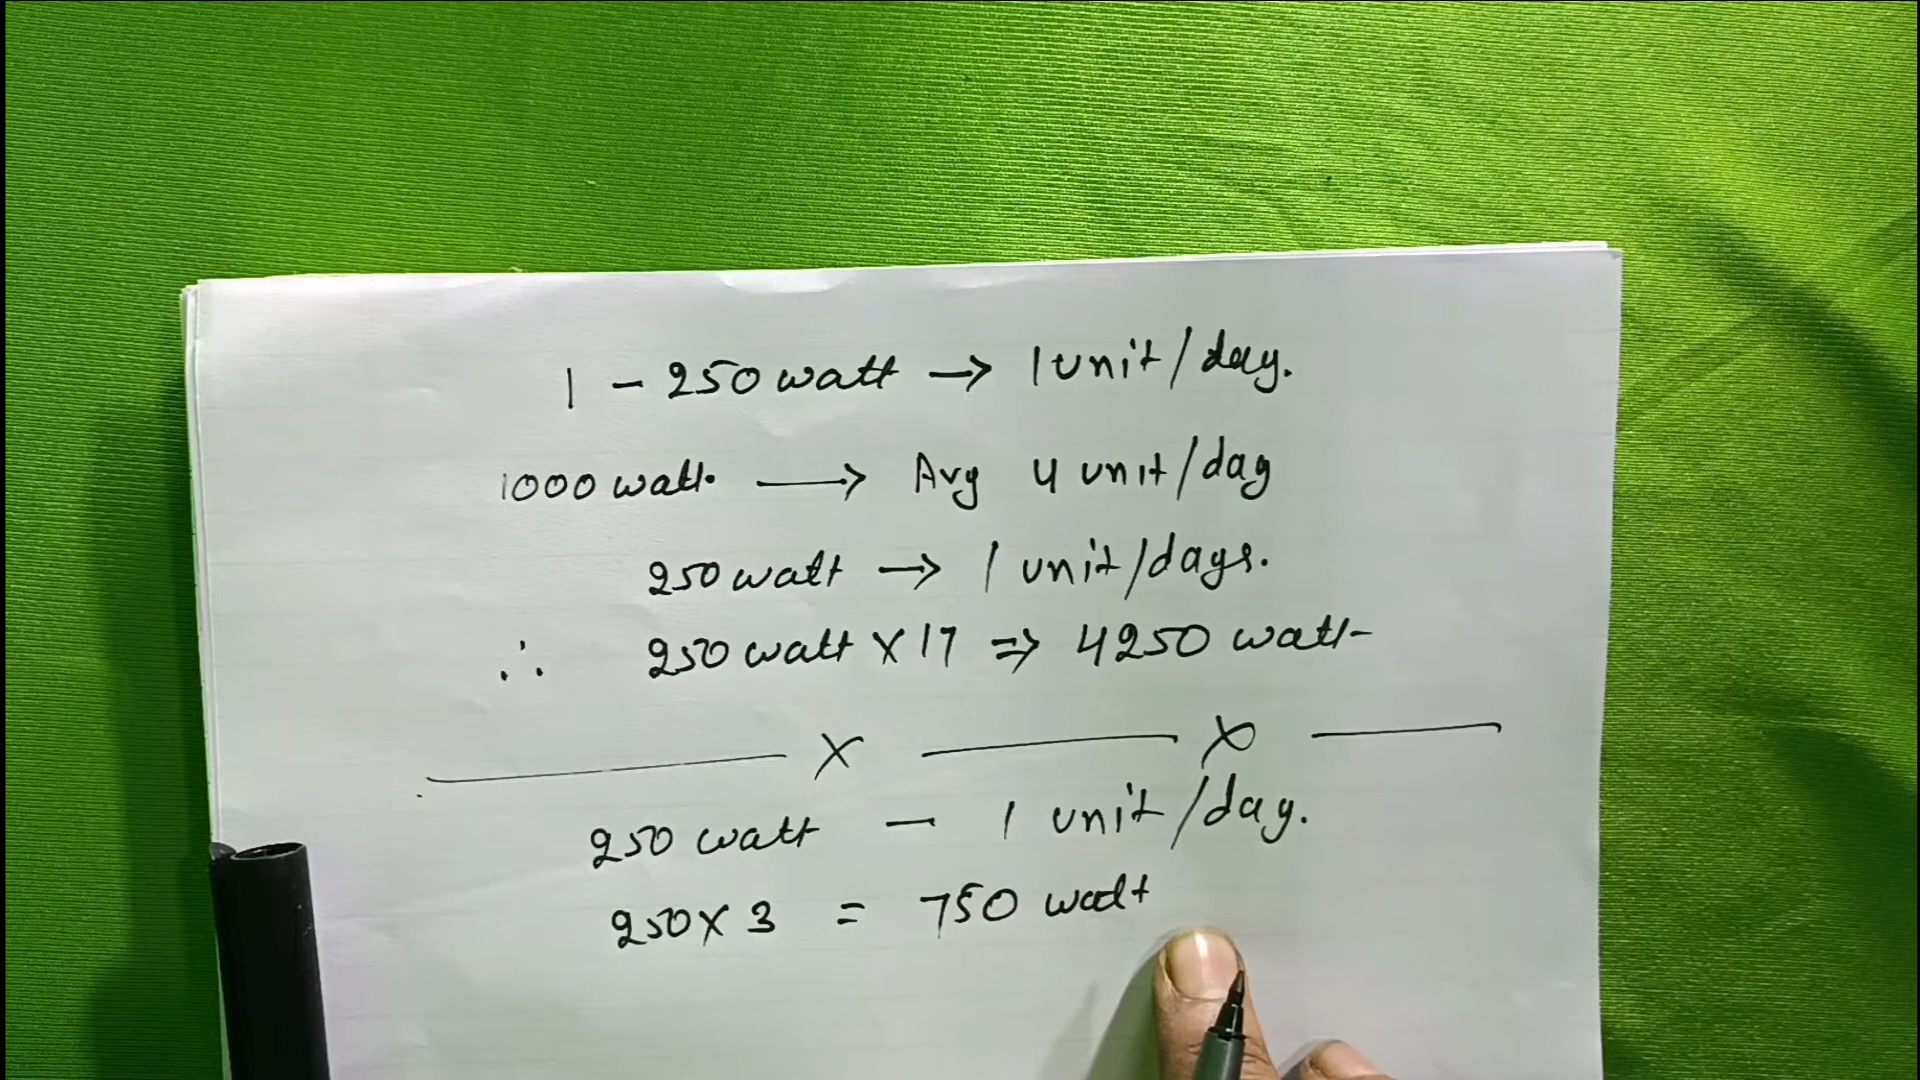 1 - 250 watt → 1 unit/day.
1000 watt. → Avg 4 unit/day
250 watt → 1 unit/days.
∴ 250 watt x 17 ⇒ 4250 watt
x x
250 watt - 1 unit/day.
250 x 3 = 750 watt